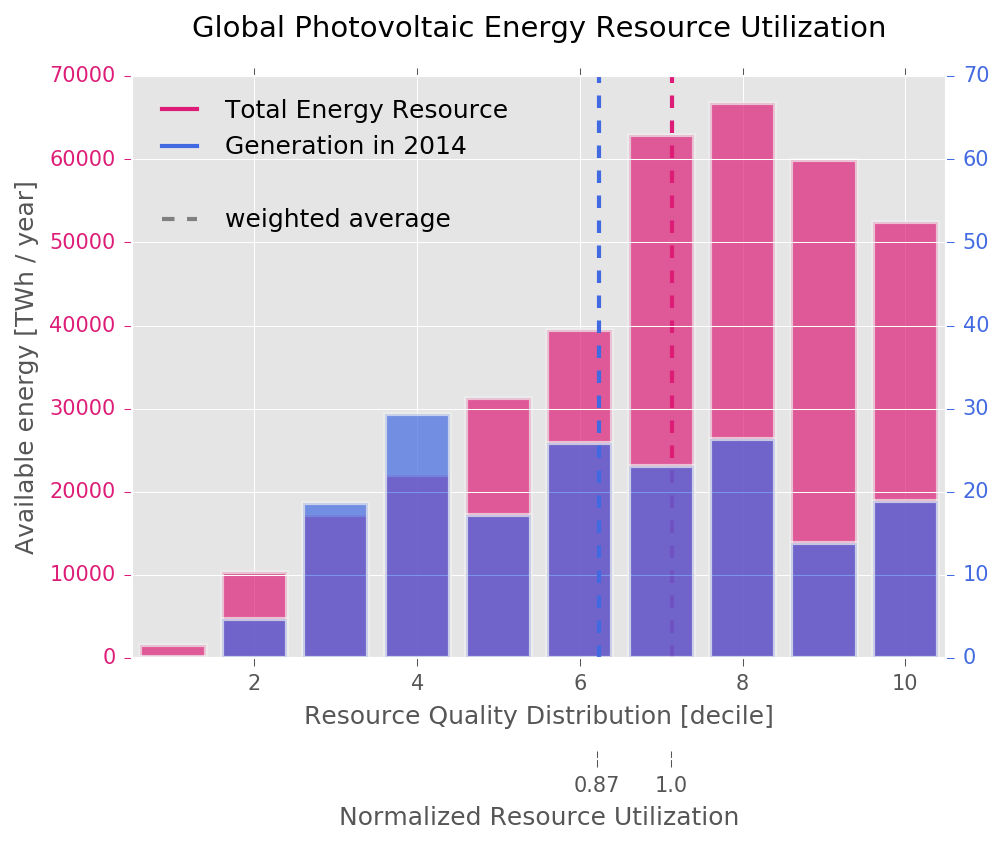 Global Photovoltaic Energy Resource Utilization
70000
60000
50000
40000
30000
20000
10000
0
Available energy [TWh / year]
Total Energy Resource
Generation in 2014
weighted average
70
60
50
40
30
20
10
0
2 4 6 8 10
Resource Quality Distribution [decile]
0.87 1.0
Normalized Resource Utilization